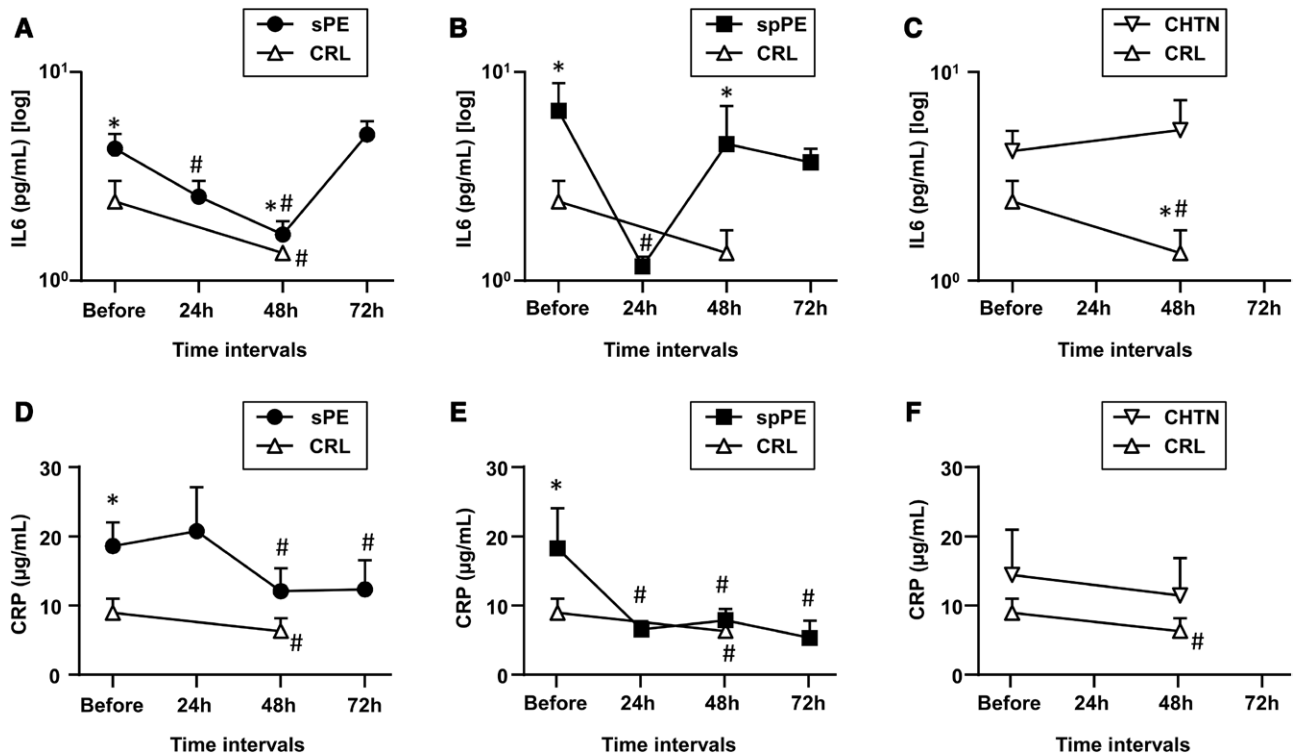 A
sPE
CRL
IL6 (pg/mL) [log]
10¹
10⁰
*
#
*#
#
Before 24h 48h 72h
Time intervals
B
spPE
CRL
IL6 (pg/mL) [log]
10¹
10⁰
*
#
*
Before 24h 48h 72h
Time intervals
C
CHTN
CRL
IL6 (pg/mL) [log]
10¹
10⁰
*#
Before 24h 48h 72h
Time intervals
D
sPE
CRL
CRP (µg/mL)
30
20
10
0
*
#
#
#
Before 24h 48h 72h
Time intervals
E
spPE
CRL
CRP (µg/mL)
30
20
10
0
*
#
#
#
#
Before 24h 48h 72h
Time intervals
F
CHTN
CRL
CRP (µg/mL)
30
20
10
0
#
Before 24h 48h 72h
Time intervals